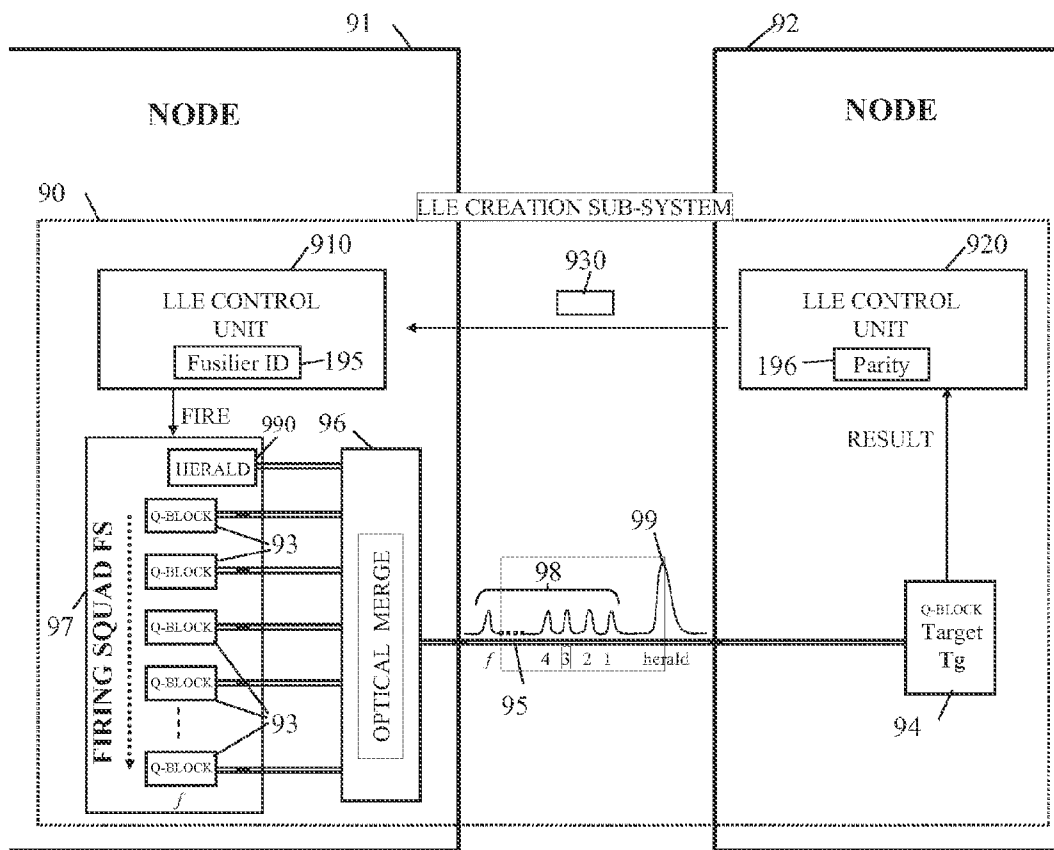 91
92
NODE
NODE
90
LLE CREATION SUB-SYSTEM
910
930
920
LLE CONTROL
UNIT
Fusilier ID
195
LLE CONTROL
UNIT
196
Parity
FIRE
990
96
RESULT
HERALD
FIRING SQUAD FS
Q-BLOCK
93
Q-BLOCK
Q-BLOCK
Q-BLOCK
93
Q-BLOCK
f
97
OPTICAL MERGE
98
99
f 4 3 2 1 herald
95
Q-BLOCK
Target
Tg
94